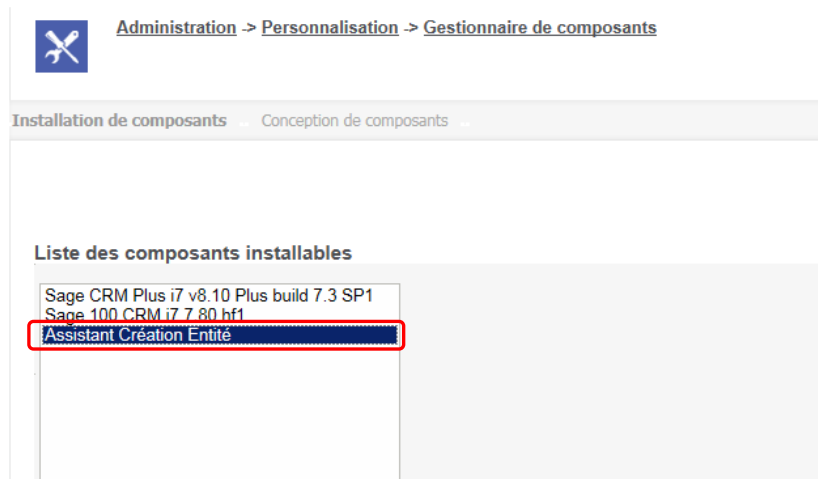 Administration -> Personnalisation -> Gestionnaire de composants
Installation de composants .. Conception de composants ..
Liste des composants installables
Sage CRM Plus i7 v8.10 Plus build 7.3 SP1
Sage 100 CRM i7 7.80 hf1
Assistant Création Entité